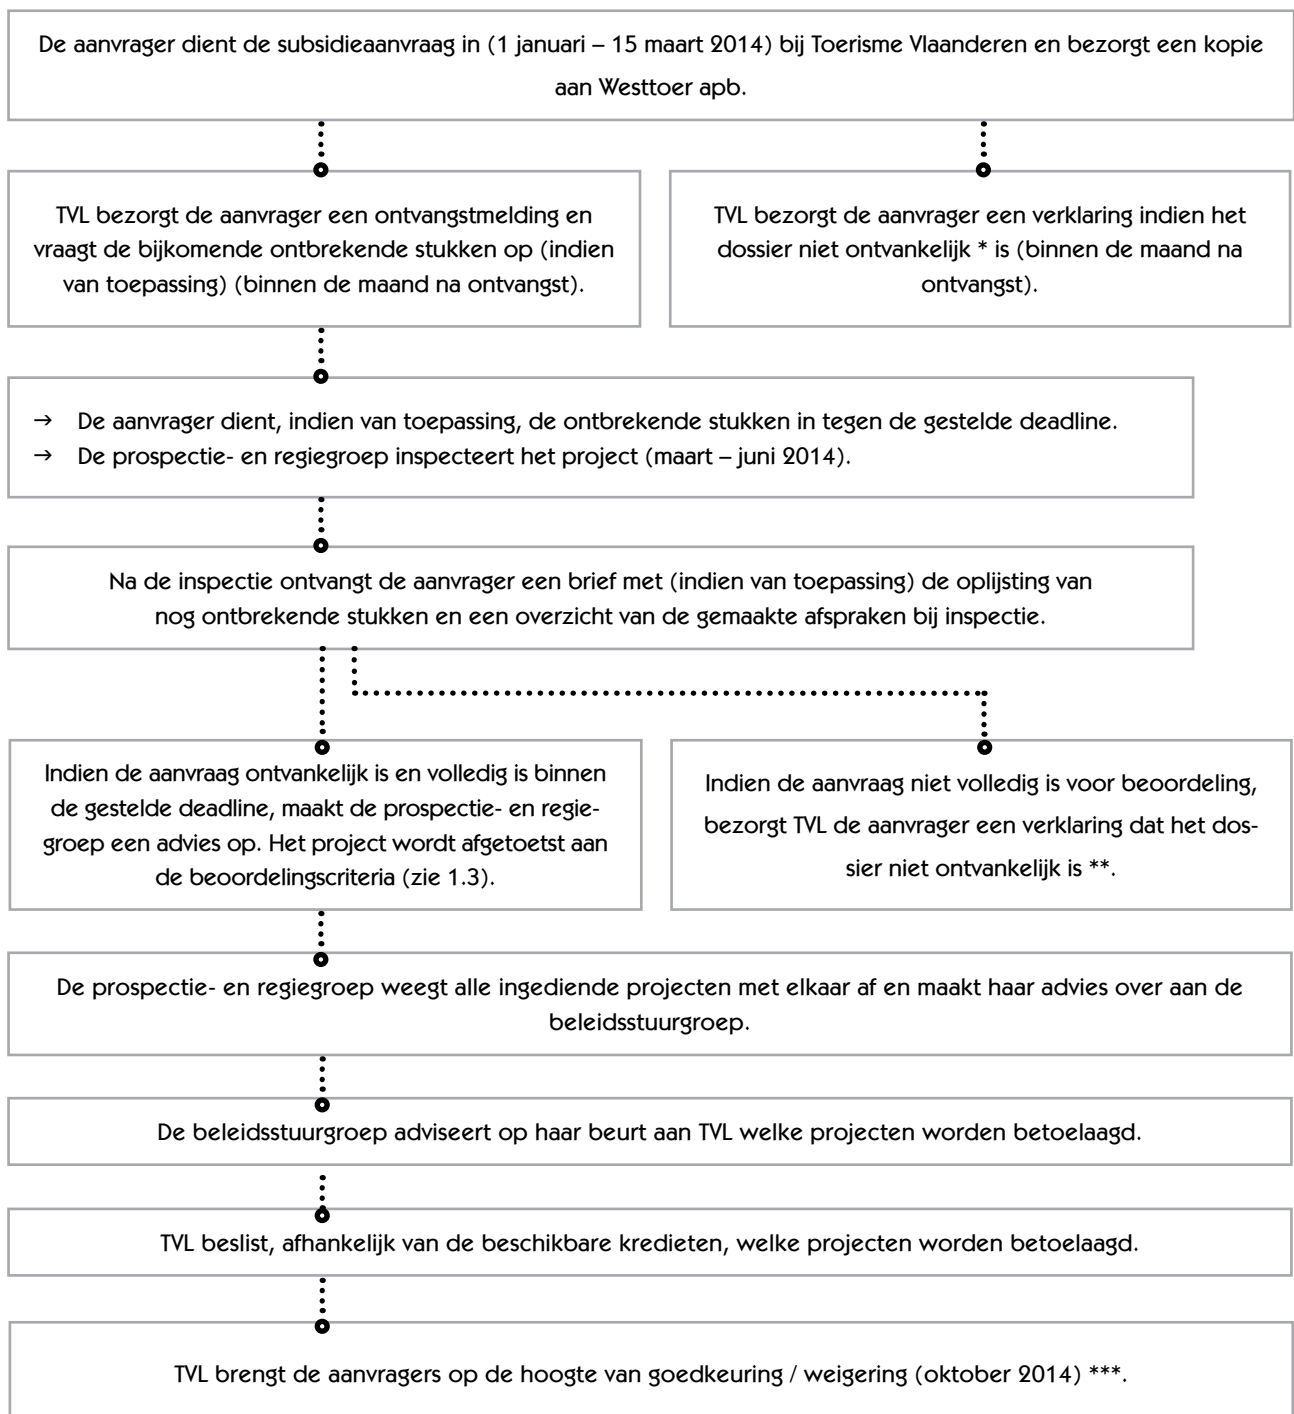 De aanvrager dient de subsidieaanvraag in (1 januari – 15 maart 2014) bij Toerisme Vlaanderen en bezorgt een kopie
aan Westtoer apb.
TVL bezorgt de aanvrager een ontvangstmelding en
vraagt de bijkomende ontbrekende stukken op (indien
van toepassing) (binnen de maand na ontvangst).
TVL bezorgt de aanvrager een verklaring indien het
dossier niet ontvankelijk * is (binnen de maand na
ontvangst).
→ De aanvrager dient, indien van toepassing, de ontbrekende stukken in tegen de gestelde deadline.
→ De prospectie- en regiegroep inspecteert het project (maart – juni 2014).
Na de inspectie ontvangt de aanvrager een brief met (indien van toepassing) de oplijsting van
nog ontbrekende stukken en een overzicht van de gemaakte afspraken bij inspectie.
Indien de aanvraag ontvankelijk is en volledig is binnen
de gestelde deadline, maakt de prospectie- en regie-
groep een advies op. Het project wordt afgetoetst aan
de beoordelingscriteria (zie 1.3).
Indien de aanvraag niet volledig is voor beoordeling,
bezorgt TVL de aanvrager een verklaring dat het dos-
sier niet ontvankelijk is **.
De prospectie- en regiegroep weegt alle ingediende projecten met elkaar af en maakt haar advies over aan de
beleidsstuurgroep.
De beleidsstuurgroep adviseert op haar beurt aan TVL welke projecten worden betoelaagd.
TVL beslist, afhankelijk van de beschikbare kredieten, welke projecten worden betoelaagd.
TVL brengt de aanvragers op de hoogte van goedkeuring / weigering (oktober 2014) ***.